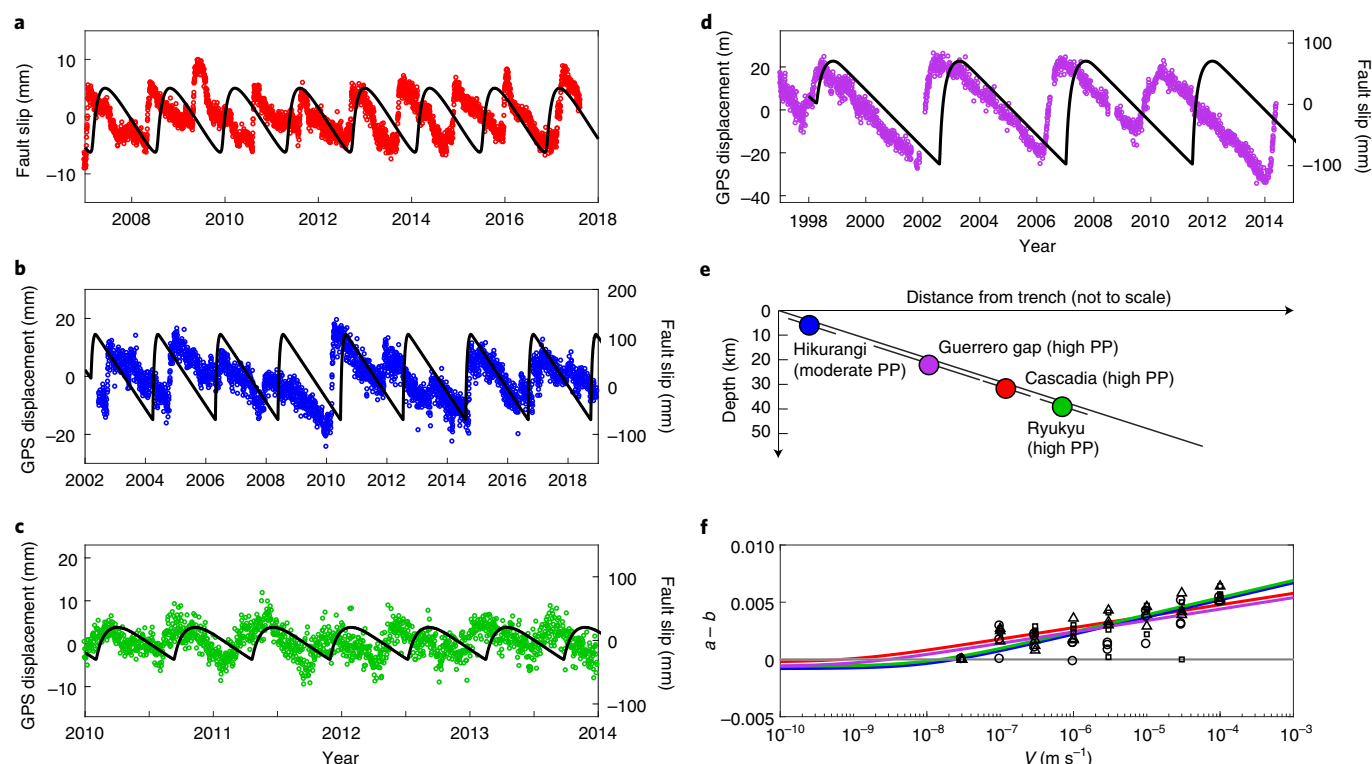 a
Fault slip (mm)
10
0
−10
2008
2010
2012
2014
2016
2018
b
GPS displacement (mm)
20
0
−20
200
100
0
−100
Fault slip (mm)
2002
2004
2006
2008
2010
2012
2014
2016
2018
c
GPS displacement (mm)
20
10
0
−10
100
0
−100
Fault slip (mm)
2010
2011
2012
2013
2014
Year
d
GPS displacement (m)
20
0
−20
−40
100
0
−100
Fault slip (mm)
1998
2000
2002
2004
2006
2008
2010
2012
2014
Year
e
Distance from trench (not to scale)
Depth (km)
0
10
20
30
40
50
Hikurangi
(moderate PP)
Guerrero gap (high PP)
Cascadia (high PP)
Ryukyu
(high PP)
f
a − b
0.010
0.005
0
−0.005
10⁻¹⁰
10⁻⁹
10⁻⁸
10⁻⁷
10⁻⁶
10⁻⁵
10⁻⁴
10⁻³
V (m s⁻¹)